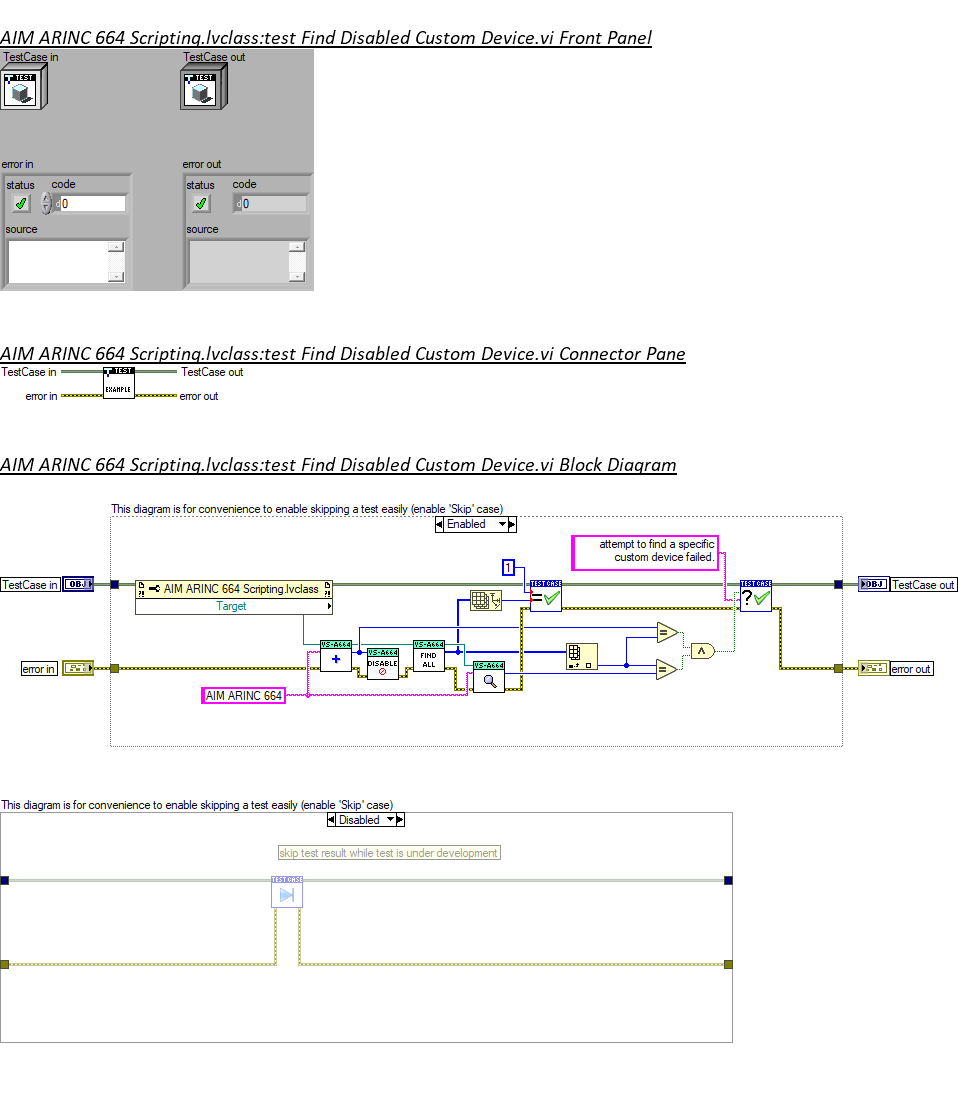 AIM ARINC 664 Scripting.lvclass:test Find Disabled Custom Device.vi Front Panel
TestCase in
TestCase out
TEST
TEST
error in
error out
status
code
status
code
d
0
d
0
source
source
AIM ARINC 664 Scripting.lvclass:test Find Disabled Custom Device.vi Connector Pane
TestCase in
TEST
TestCase out
EXAMPLE
error in
error out
AIM ARINC 664 Scripting.lvclass:test Find Disabled Custom Device.vi Block Diagram
This diagram is for convenience to enable skipping a test easily (enable 'Skip' case)
Enabled
attempt to find a specific
custom device failed.
1
TestCase in
OBJ
AIM ARINC 664 Scripting.lvclass
Target
TEST CASE
TEST CASE
OBJ
TestCase out
VS-A664
VS-A664
DISABLE
VS-A664
FIND
ALL
VS-A664
error in
error out
AIM ARINC 664
This diagram is for convenience to enable skipping a test easily (enable 'Skip' case)
Disabled
skip test result while test is under development
TEST CASE